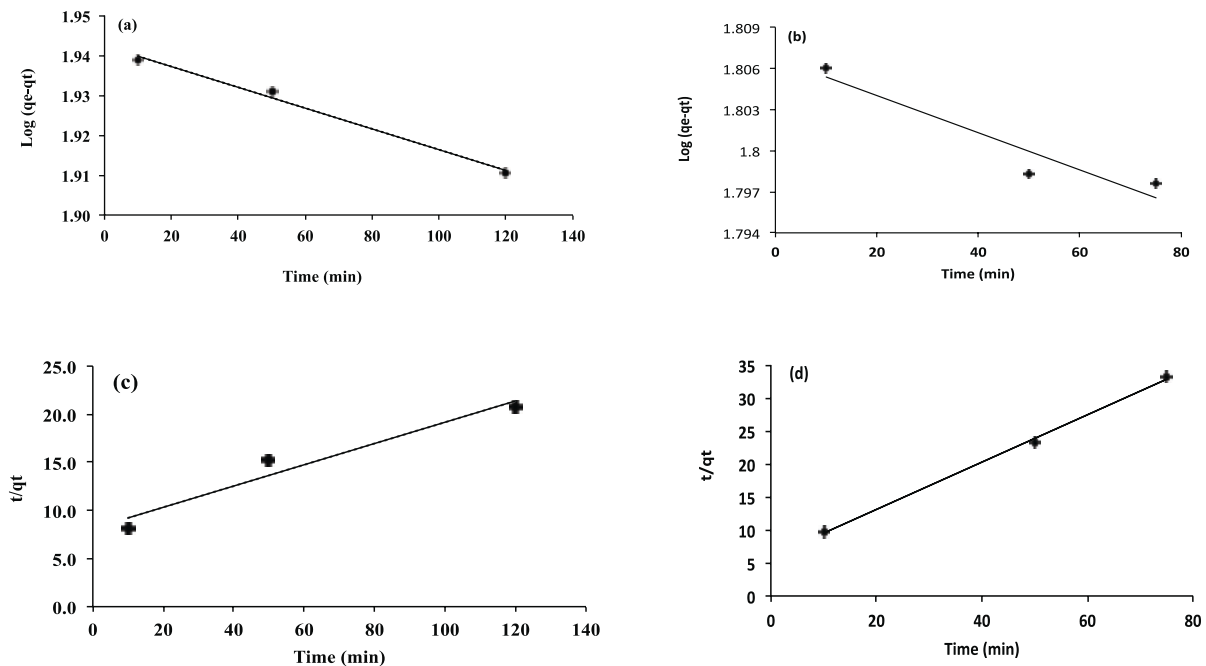 (a)
1.95
1.94
1.93
1.92
1.91
1.90
Log (qe-qt)
0 20 40 60 80 100 120 140
Time (min)
(b)
1.809
1.806
1.803
1.8
1.797
1.794
Log (qe-qt)
0 20 40 60 80
Time (min)
(c)
25.0
20.0
15.0
10.0
5.0
0.0
t/qt
0 20 40 60 80 100 120 140
Time (min)
(d)
35
30
25
20
15
10
5
0
t/qt
0 20 40 60 80
Time (min)